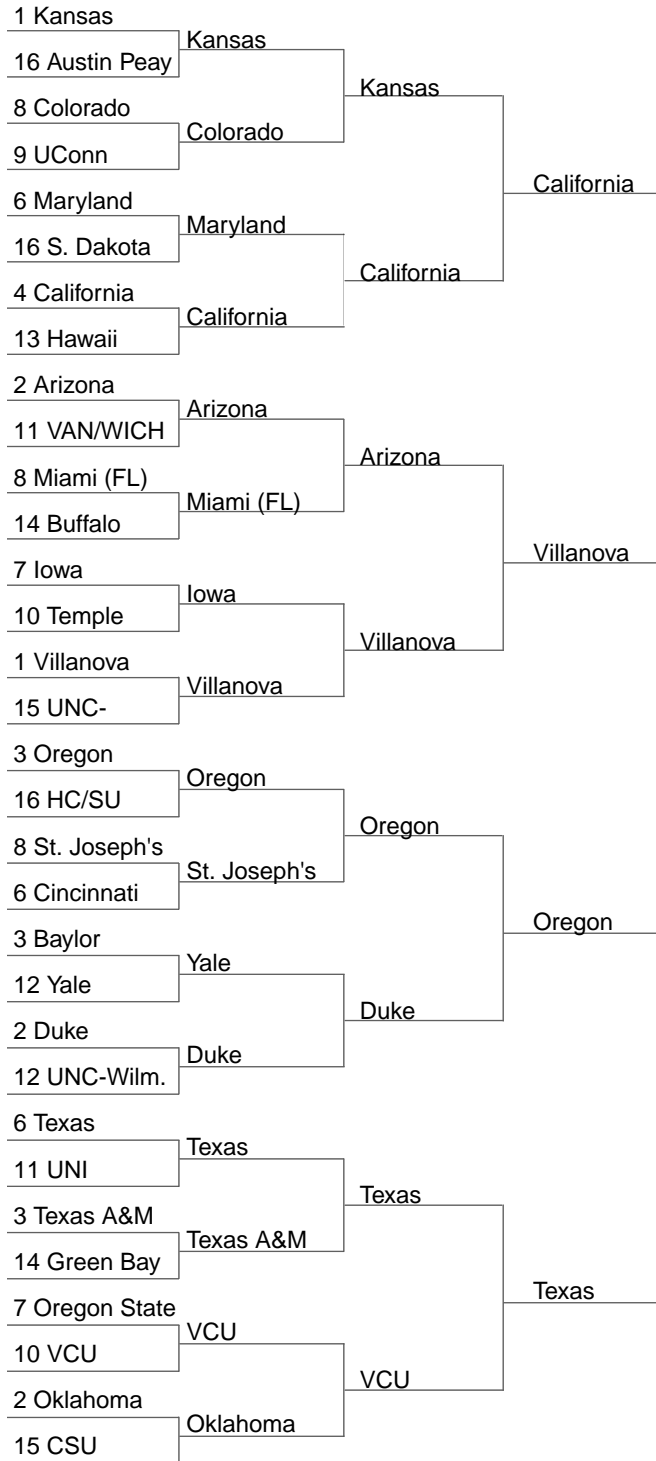 1 Kansas
Kansas
16 Austin Peay
Kansas
8 Colorado
Colorado
9 UConn
California
6 Maryland
Maryland
16 S. Dakota
California
4 California
California
13 Hawaii
2 Arizona
Arizona
11 VAN/WICH
Arizona
8 Miami (FL)
Miami (FL)
14 Buffalo
Villanova
7 Iowa
Iowa
10 Temple
Villanova
1 Villanova
Villanova
15 UNC-
3 Oregon
Oregon
16 HC/SU
Oregon
8 St. Joseph's
St. Joseph's
6 Cincinnati
Oregon
3 Baylor
Yale
12 Yale
Duke
2 Duke
Duke
12 UNC-Wilm.
6 Texas
Texas
11 UNI
Texas
3 Texas A&M
Texas A&M
14 Green Bay
Texas
7 Oregon State
VCU
10 VCU
VCU
2 Oklahoma
Oklahoma
15 CSU